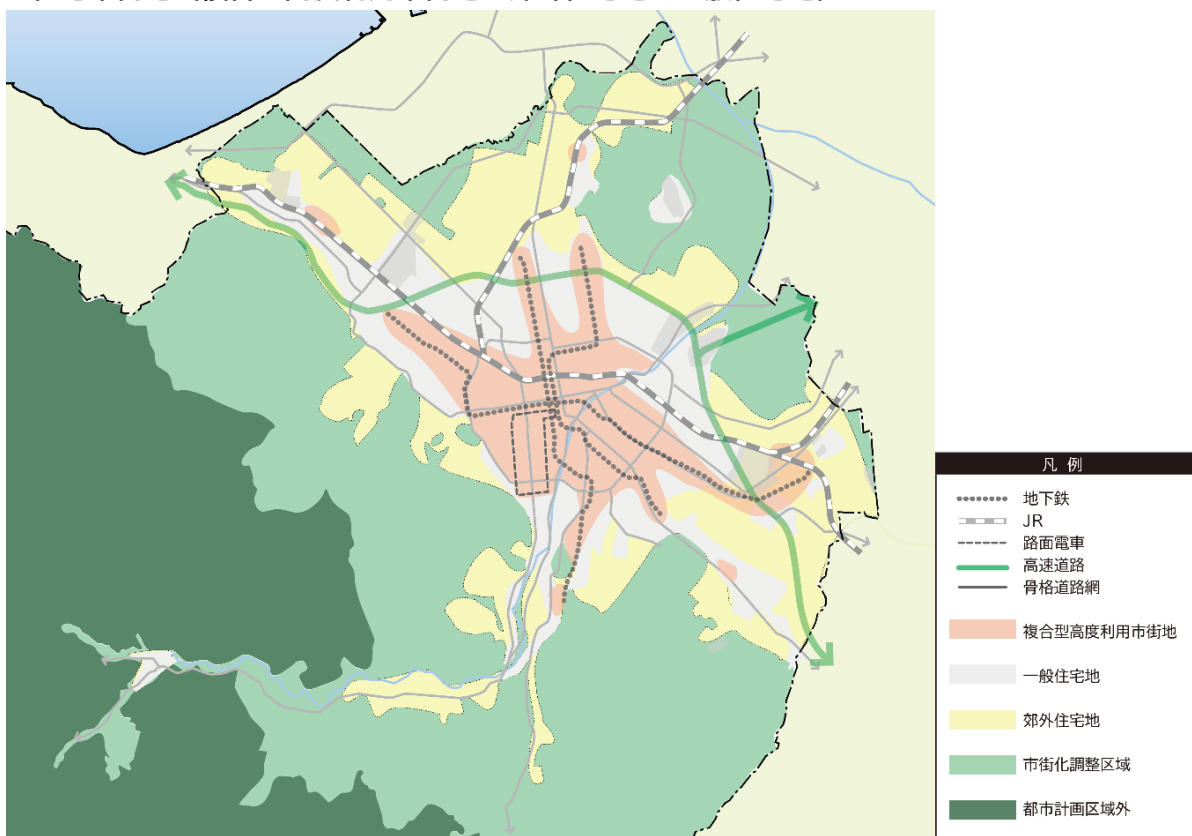 凡例
地下鉄
JR
路面電車
高速道路
骨格道路網
複合型高度利用市街地
一般住宅地
郊外住宅地
市街化調整区域
都市計画区域外